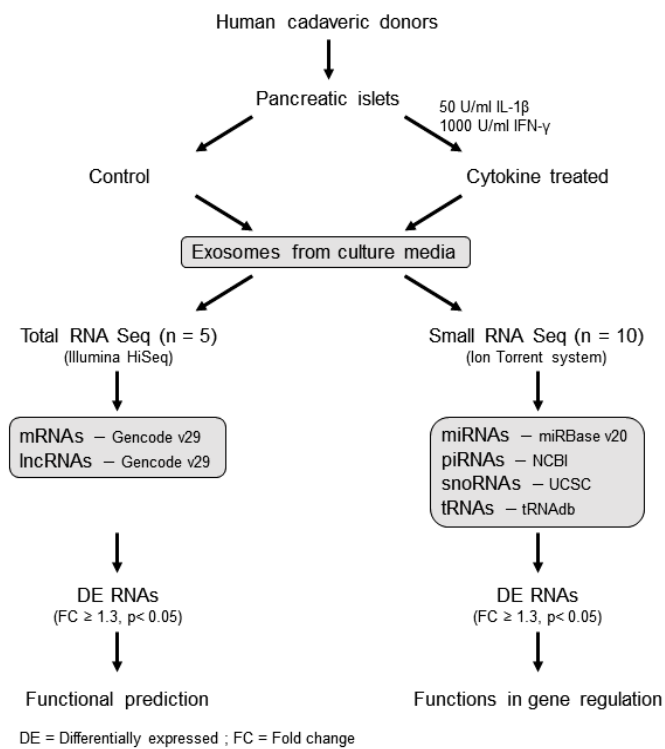 Human cadaveric donors
Pancreatic islets
50 U/ml IL-1β
1000 U/ml IFN-γ
Control
Cytokine treated
Exosomes from culture media
Total RNA Seq (n = 5)
(Illumina HiSeq)
Small RNA Seq (n = 10)
(Ion Torrent system)
mRNAs – Gencode v29
lncRNAs – Gencode v29
miRNAs – miRBase v20
piRNAs – NCBI
snoRNAs – UCSC
tRNAs – tRNAdb
DE RNAs
(FC ≥ 1.3, p< 0.05)
DE RNAs
(FC ≥ 1.3, p< 0.05)
Functional prediction
Functions in gene regulation
DE = Differentially expressed ; FC = Fold change